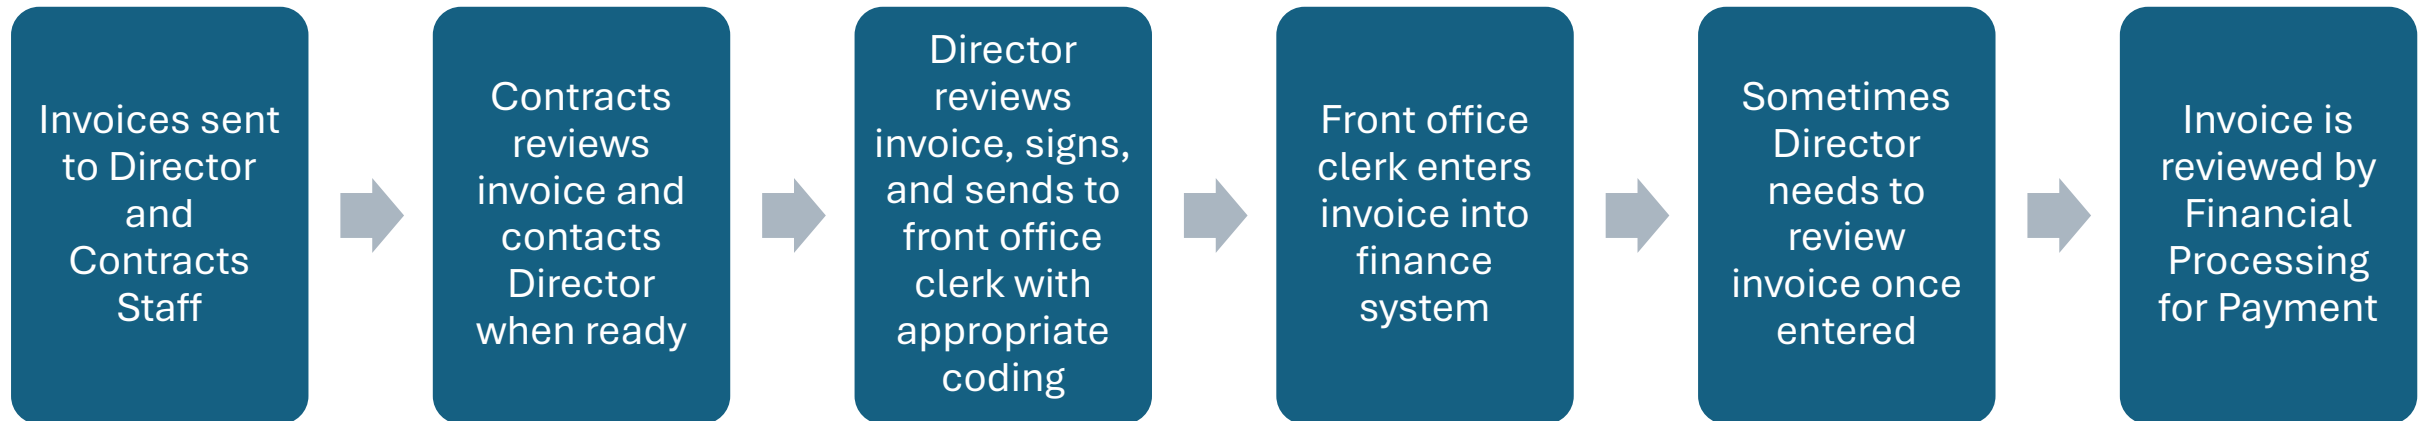 Invoices sent
to Director
and
Contracts
Staff
Contracts
reviews
invoice and
contacts
Director
when ready
Director
reviews
invoice, signs,
and sends to
front office
clerk with
appropriate
coding
Front office
clerk enters
invoice into
finance
system
Sometimes
Director
needs to
review
invoice once
entered
Invoice is
reviewed by
Financial
Processing
for Payment